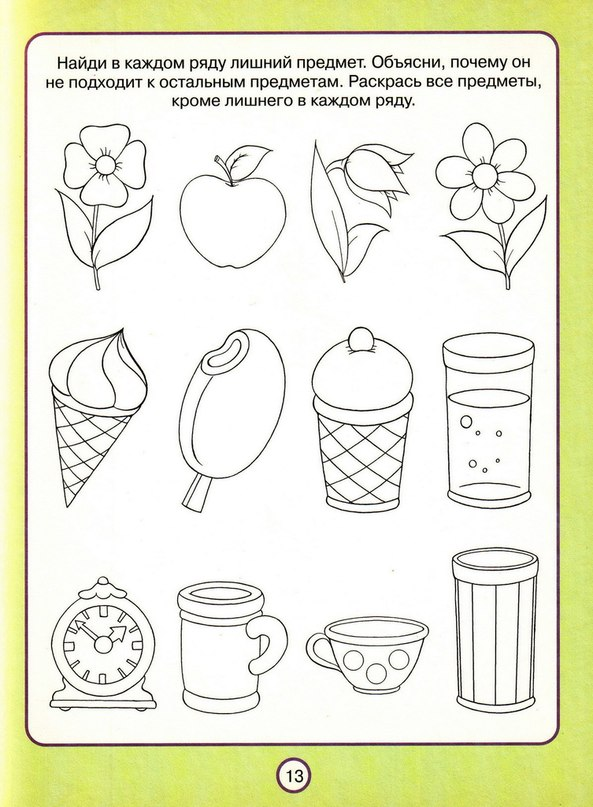 Найди в каждом ряду лишний предмет. Объясни, почему он
не подходит к остальным предметам. Раскрась все предметы,
кроме лишнего в каждом ряду.
13